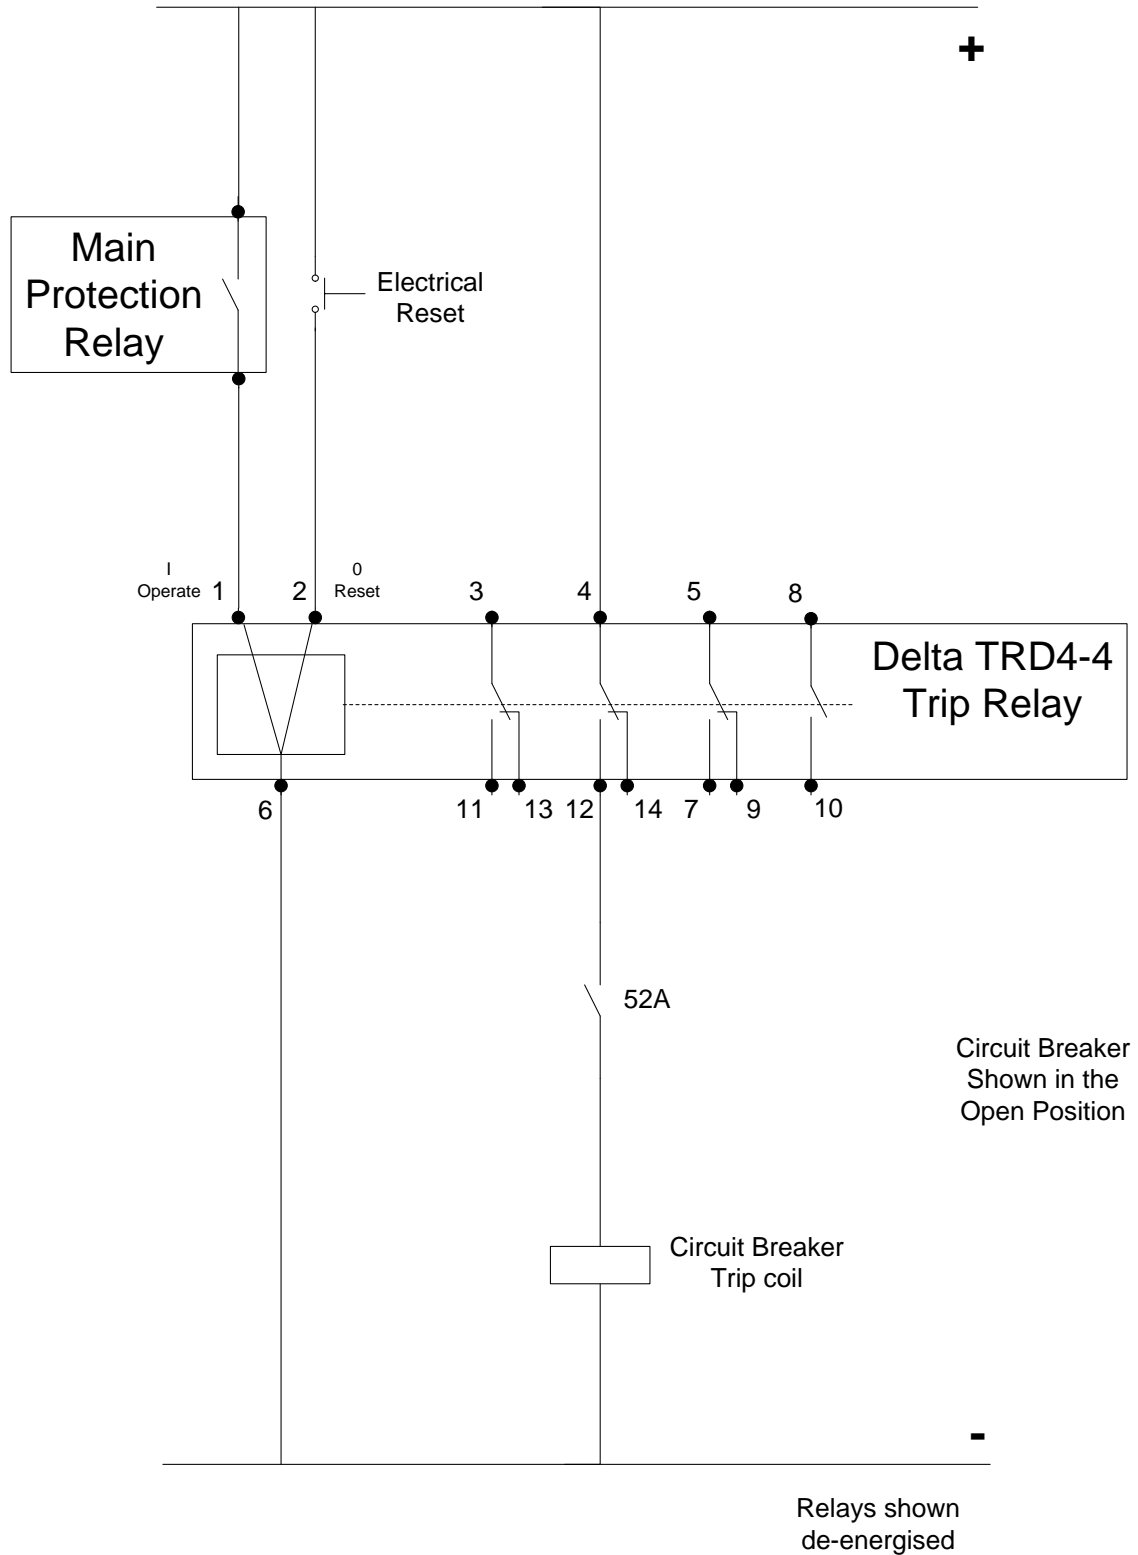 +
Main
Protection
Relay
Electrical
Reset
I
Operate
1
2
0
Reset
3
4
5
8
Delta TRD4-4
Trip Relay
6
11
13
12
14
7
9
10
52A
Circuit Breaker
Shown in the
Open Position
Circuit Breaker
Trip coil
-
Relays shown
de-energised